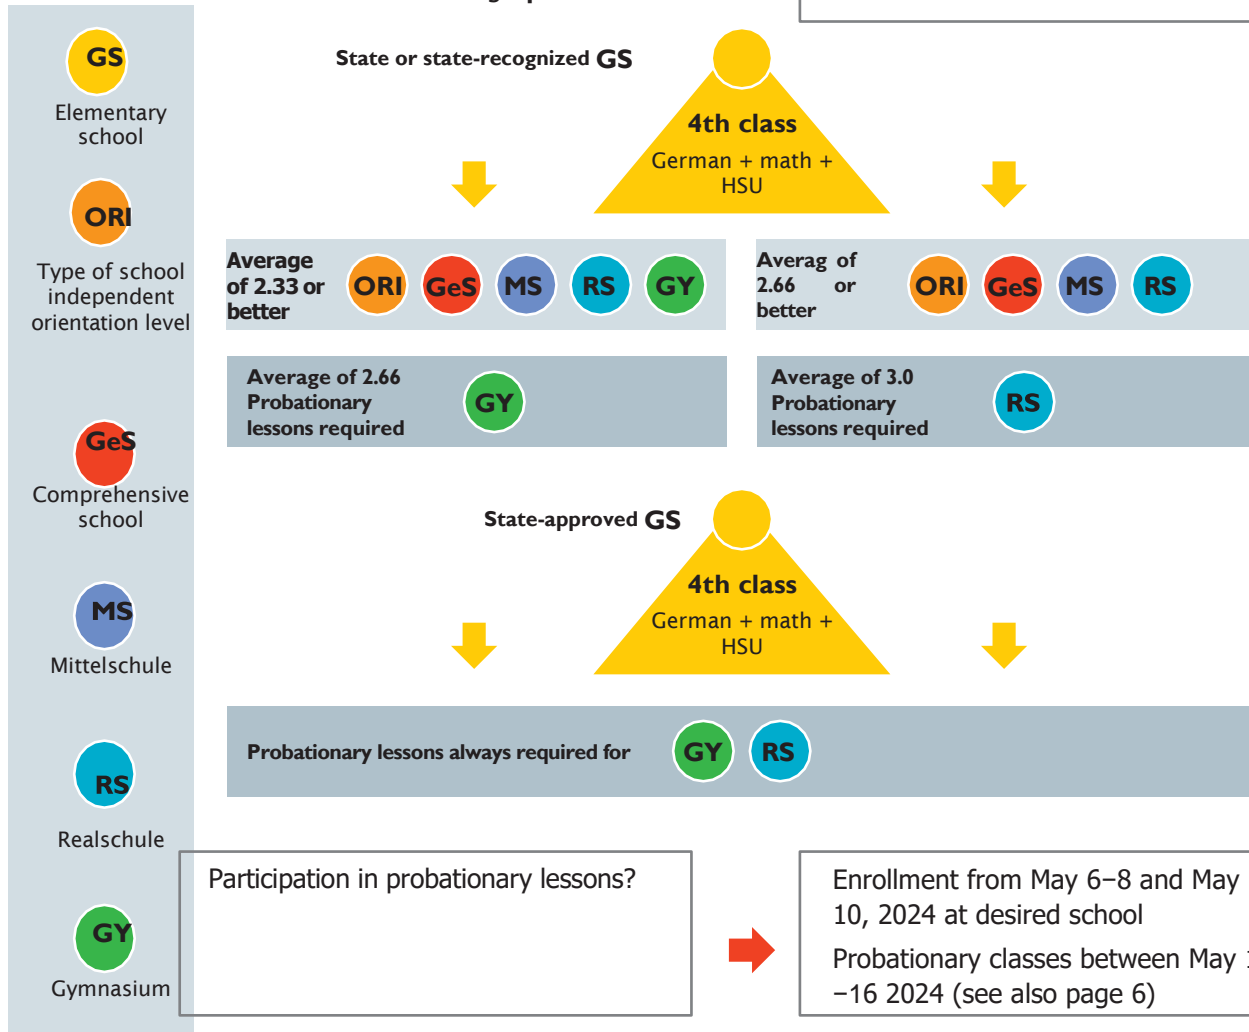 GS
Elementary
school
ORI
Type of school
independent
orientation level
GeS
Comprehensive
school
MS
Mittelschule
RS
Realschule
GY
Gymnasium
State or state-recognized GS
4th class
German + math +
HSU
Average
of 2.33 or
better
ORI GeS MS RS GY
Averag of
2.66 or
better
ORI GeS MS RS
Average of 2.66
Probationary
lessons required
GY
Average of 3.0
Probationary
lessons required
RS
State-approved GS
4th class
German + math +
HSU
Probationary lessons always required for GY RS
Participation in probationary lessons?
Enrollment from May 6–8 and May
10, 2024 at desired school
Probationary classes between May
–16 2024 (see also page 6)